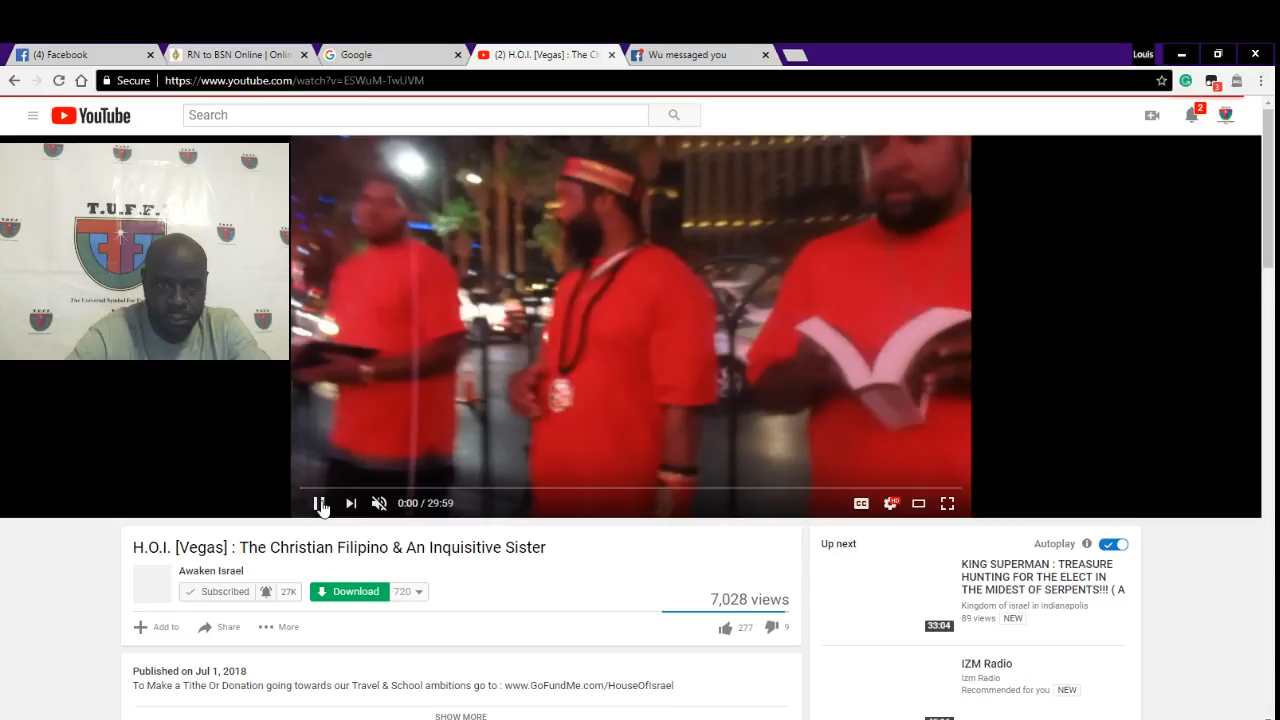 (4) Facebook
RN to BSN Online | Onlin
Google
(2) H.O.I. [Vegas] : The Ch
Wu messaged you
Louis
Secure
https://www.youtube.com/watch?v=ESWuM-TwUVM
3
YouTube
Search
2
T.U.F.F.
0:00 / 29:59
CC
HD
H.O.I. [Vegas] : The Christian Filipino & An Inquisitive Sister
Awaken Israel
Subscribed 27K Download 720
7,028 views
Add to Share More 277 9
Published on Jul 1, 2018
To Make a Tithe Or Donation going towards our Travel & School ambitions go to : www.GoFundMe.com/HouseOfIsrael
SHOW MORE
Up next
Autoplay
KING SUPERMAN : TREASURE
HUNTING FOR THE ELECT IN
THE MIDEST OF SERPENTS!!! ( A
Kingdom of israel in indianapolis
89 views NEW
33:04
IZM Radio
Izm Radio
Recommended for you NEW